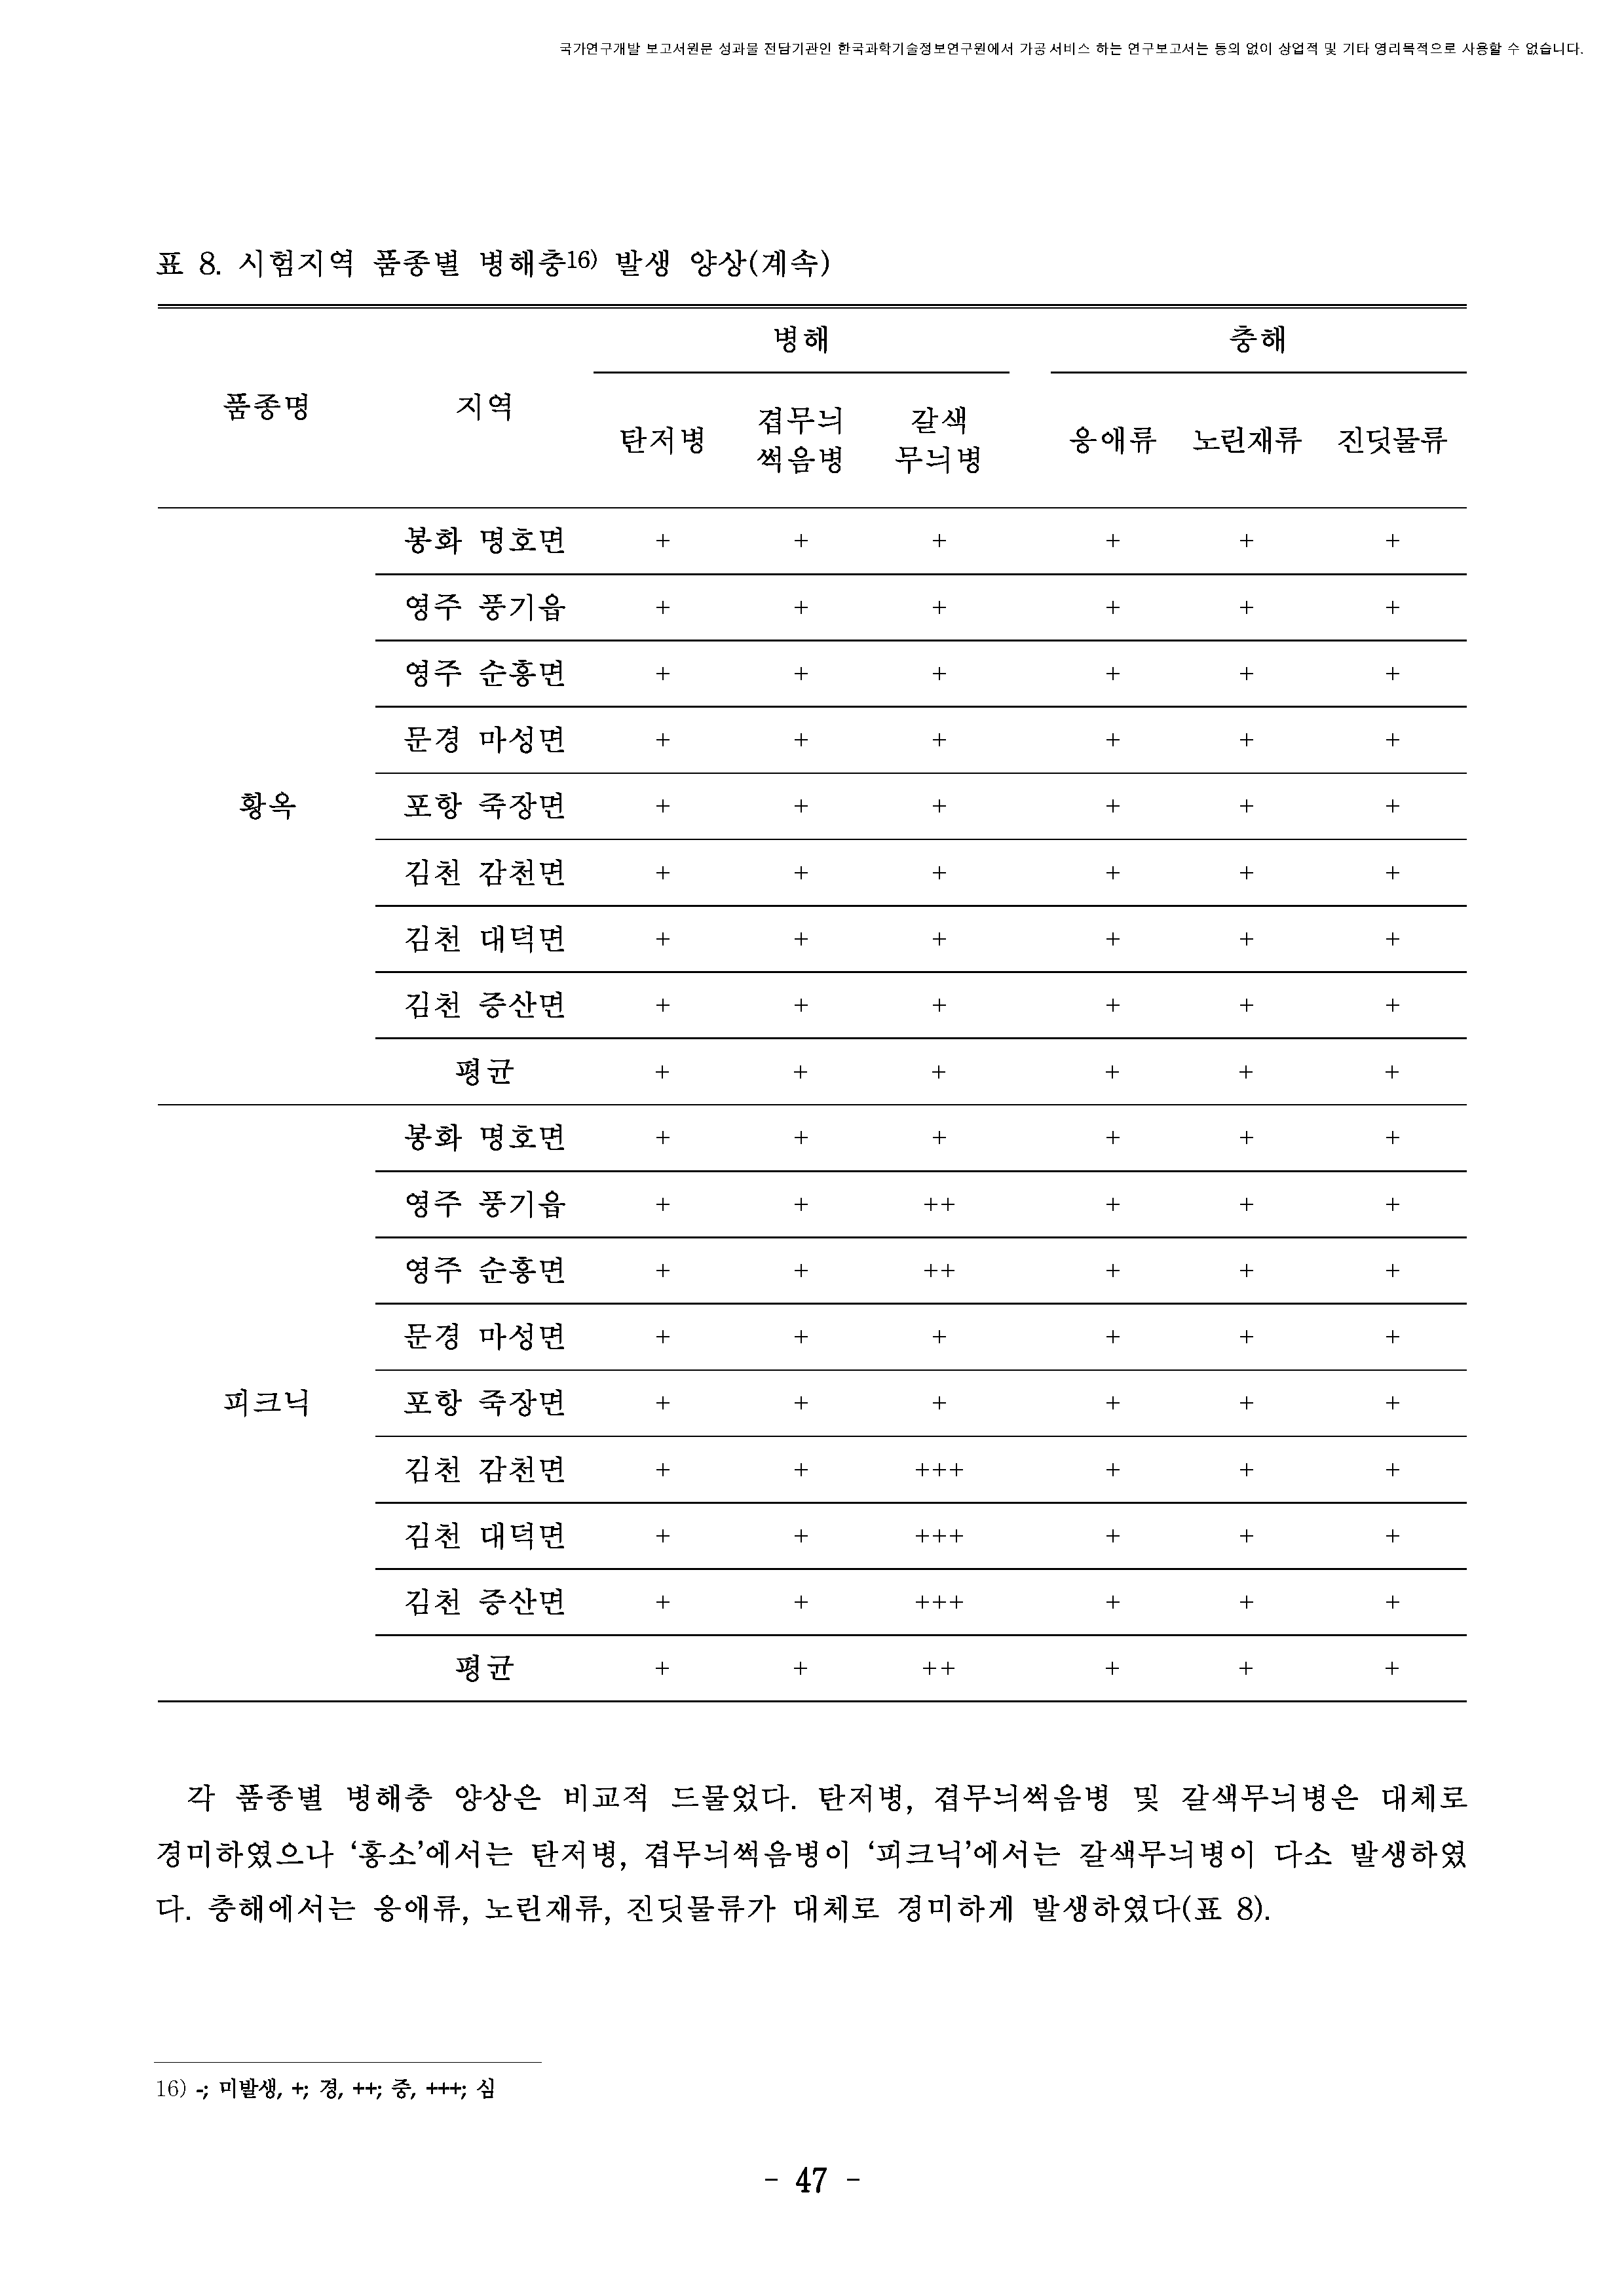 국가연구개발 보고서원문 성과물 전담기관인 한국과학기술정보연구원에서 가공·서비스 하는 연구보고서는 동의 없이 상업적 및 기타 영리목적으로 사용할 수 없습니다.
표 8. 시험지역 품종별 병해충16) 발생 양상(계속)
병해 충해
품종명 지역
탄저병 겹무늬 갈색 응애류 노린재류 진딧물류
썩음병 무늬병
봉화 명호면 + + + + + +
영주 풍기읍 + + + + + +
영주 순흥면 + + + + + +
문경 마성면 + + + + + +
황옥 포항 죽장면 + + + + + +
김천 감천면 + + + + + +
김천 대덕면 + + + + + +
김천 증산면 + + + + + +
평균 + + + + + +
봉화 명호면 + + + + + +
영주 풍기읍 + + ++ + + +
영주 순흥면 + + ++ + + +
문경 마성면 + + + + + +
피크닉 포항 죽장면 + + + + + +
김천 감천면 + + +++ + + +
김천 대덕면 + + +++ + + +
김천 증산면 + + +++ + + +
평균 + + ++ + + +
각 품종별 병해충 양상은 비교적 드물었다. 탄저병, 겹무늬썩음병 및 갈색무늬병은 대체로
경미하였으나 ‘홍소’에서는 탄저병, 겹무늬썩음병이 ‘피크닉’에서는 갈색무늬병이 다소 발생하였
다. 충해에서는 응애류, 노린재류, 진딧물류가 대체로 경미하게 발생하였다(표 8).
16) -; 미발생, +; 경, ++; 중, +++; 심
- 47 -